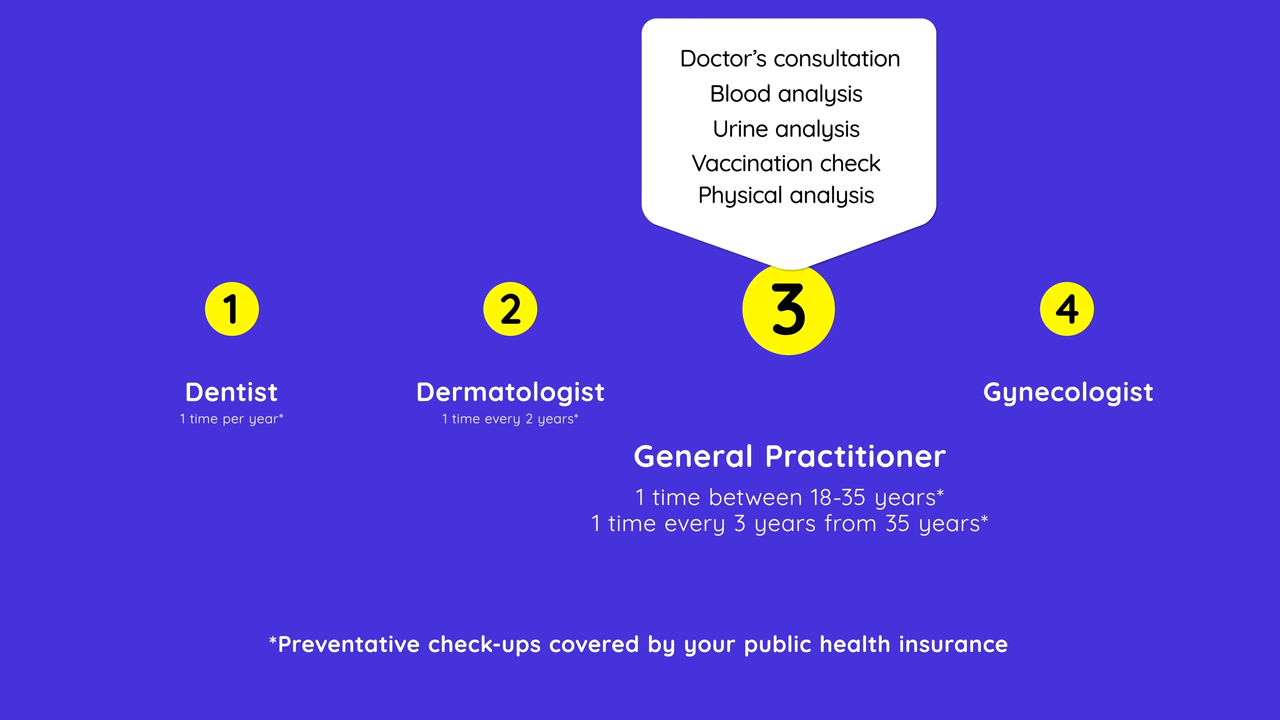 Doctor’s consultation
Blood analysis
Urine analysis
Vaccination check
Physical analysis
1
2
3
4
Dentist
1 time per year*
Dermatologist
1 time every 2 years*
General Practitioner
1 time between 18-35 years*
1 time every 3 years from 35 years*
Gynecologist
*Preventative check-ups covered by your public health insurance